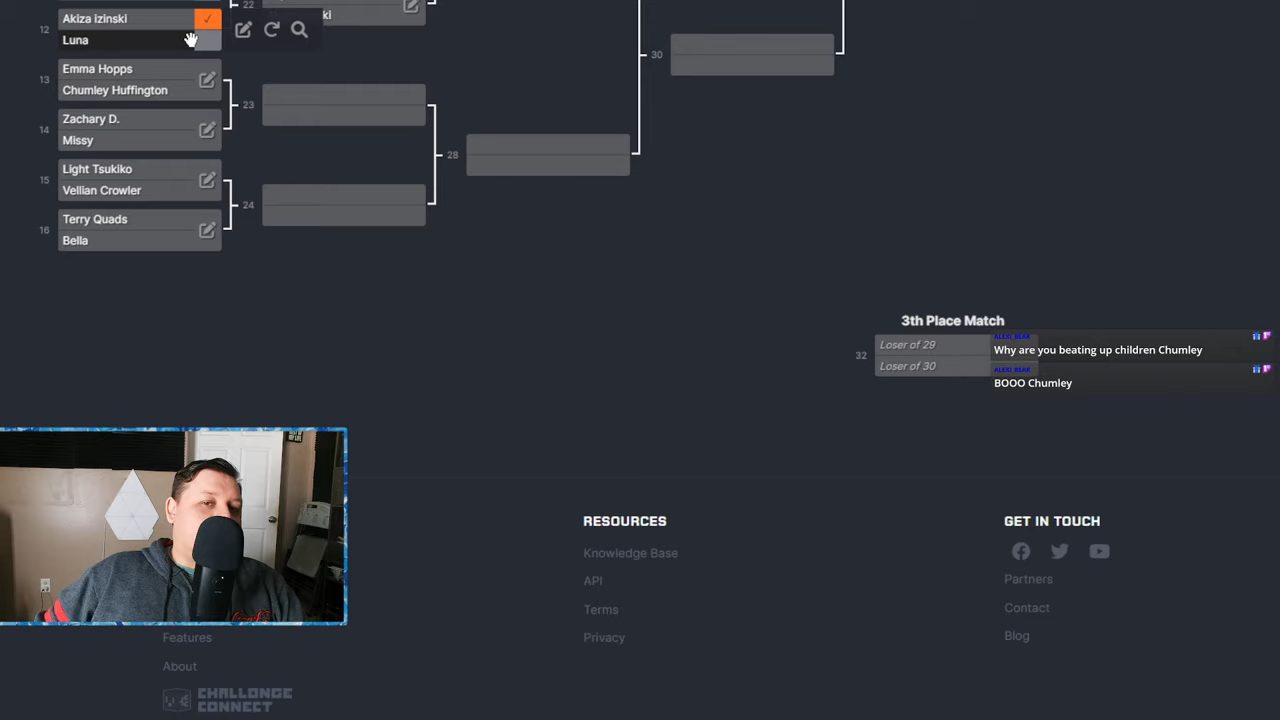 12
Akiza Izinski
✓
Luna
22
ki
13
Emma Hopps
Chumley Huffington
23
14
Zachary D.
Missy
15
Light Tsukiko
Vellian Crowler
24
16
Terry Quads
Bella
28
30
3th Place Match
32
Loser of 29
Loser of 30
ALEXI_BEAR
Why are you beating up children Chumley
ALEXI_BEAR
BOOO Chumley
Features
About
CHALLONGE
CONNECT
RESOURCES
Knowledge Base
API
Terms
Privacy
GET IN TOUCH
Partners
Contact
Blog